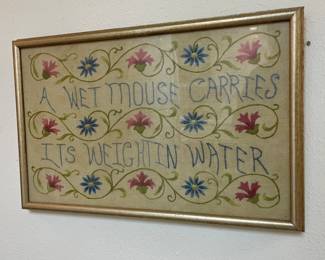 A WET MOUSE CARRIES
ITS WEIGHT IN WATER